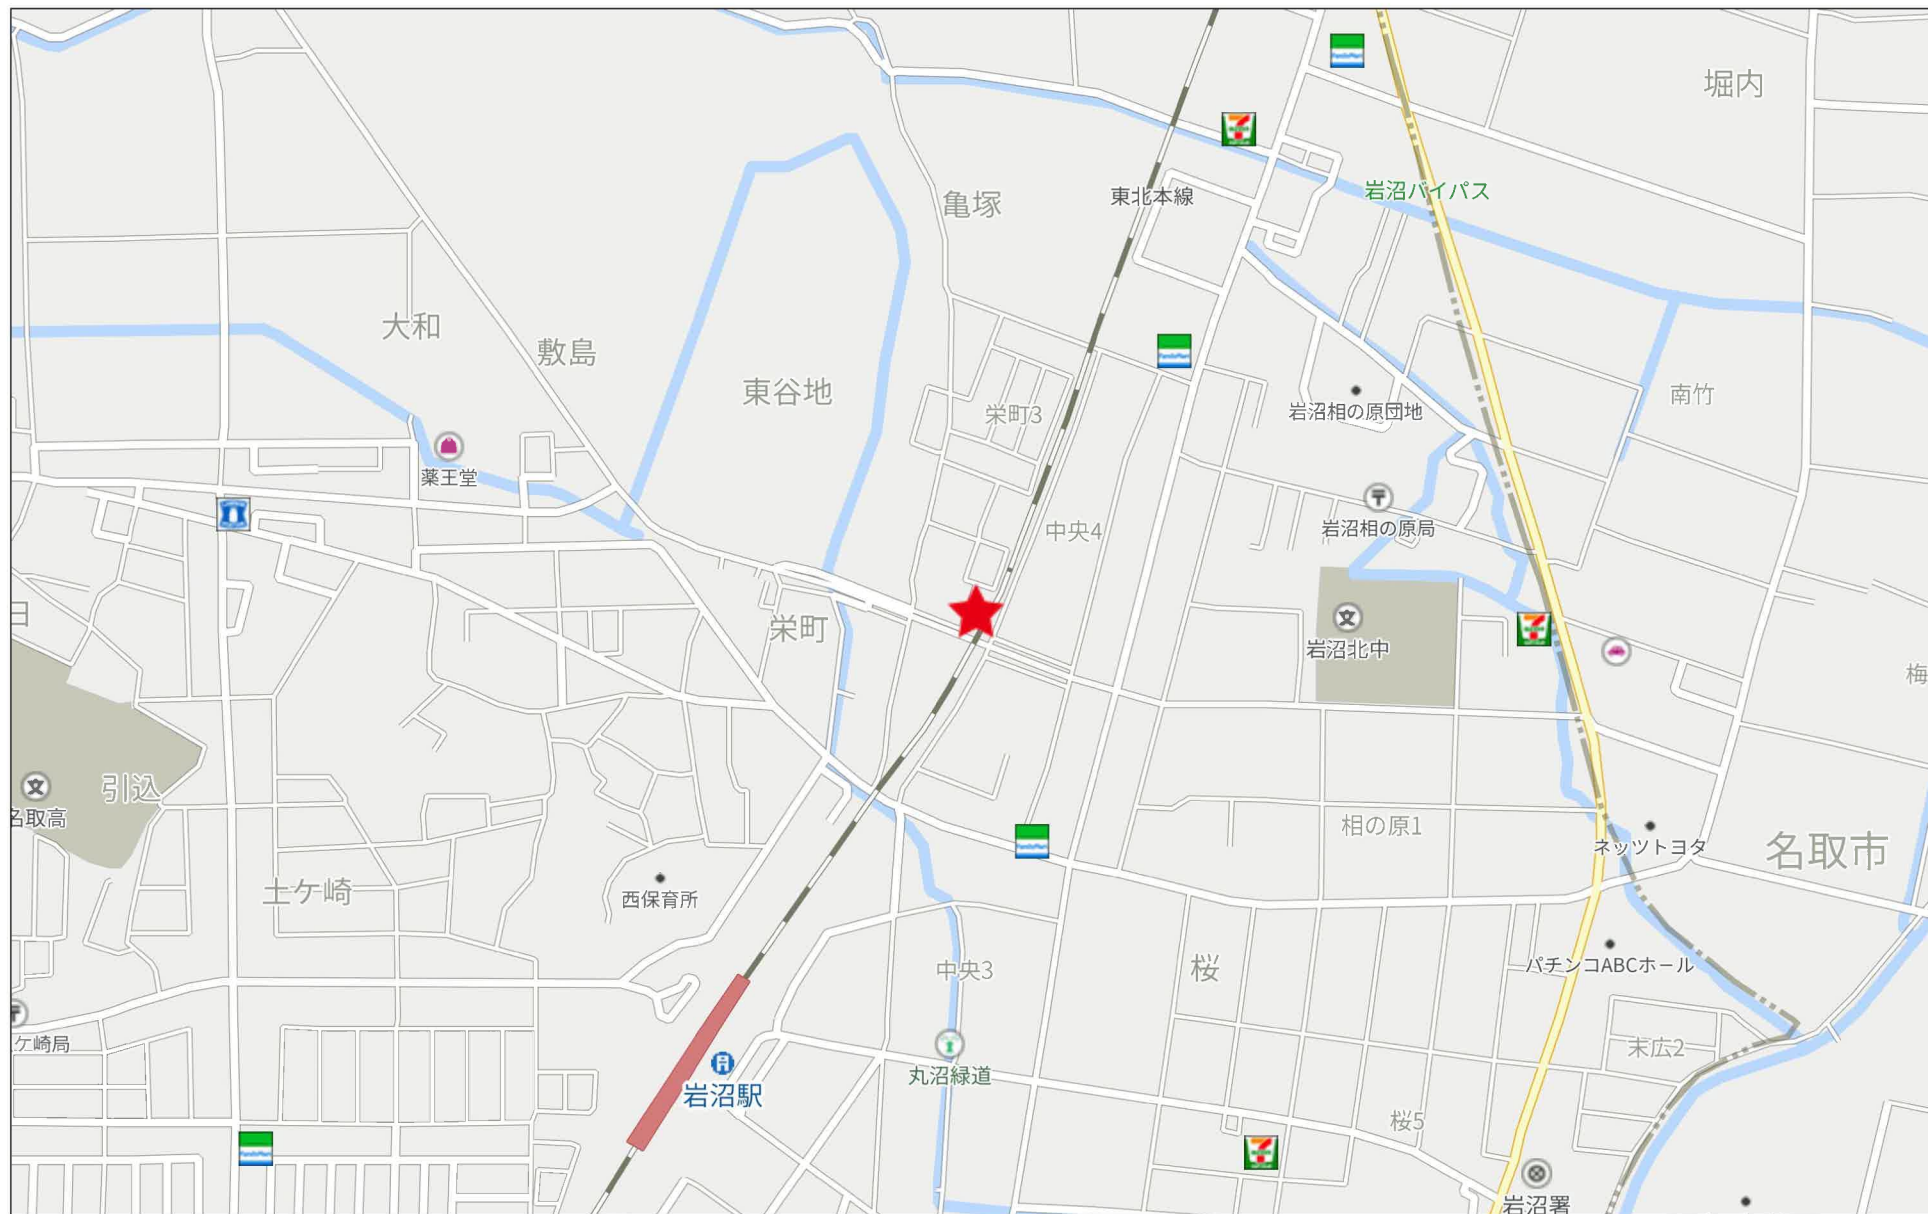 堀内
岩沼バイパス
東北本線
亀塚
大和
敷島
東谷地
栄町3
岩沼相の原団地
南竹
薬王堂
岩沼相の原局
中央4
日
栄町
岩沼北中
梅
引込
名取高
相の原1
ネッツトヨタ
名取市
土ケ崎
西保育所
中央3
桜
パチンコABCホール
ケ崎局
末広2
丸沼緑道
岩沼駅
桜5
岩沼署